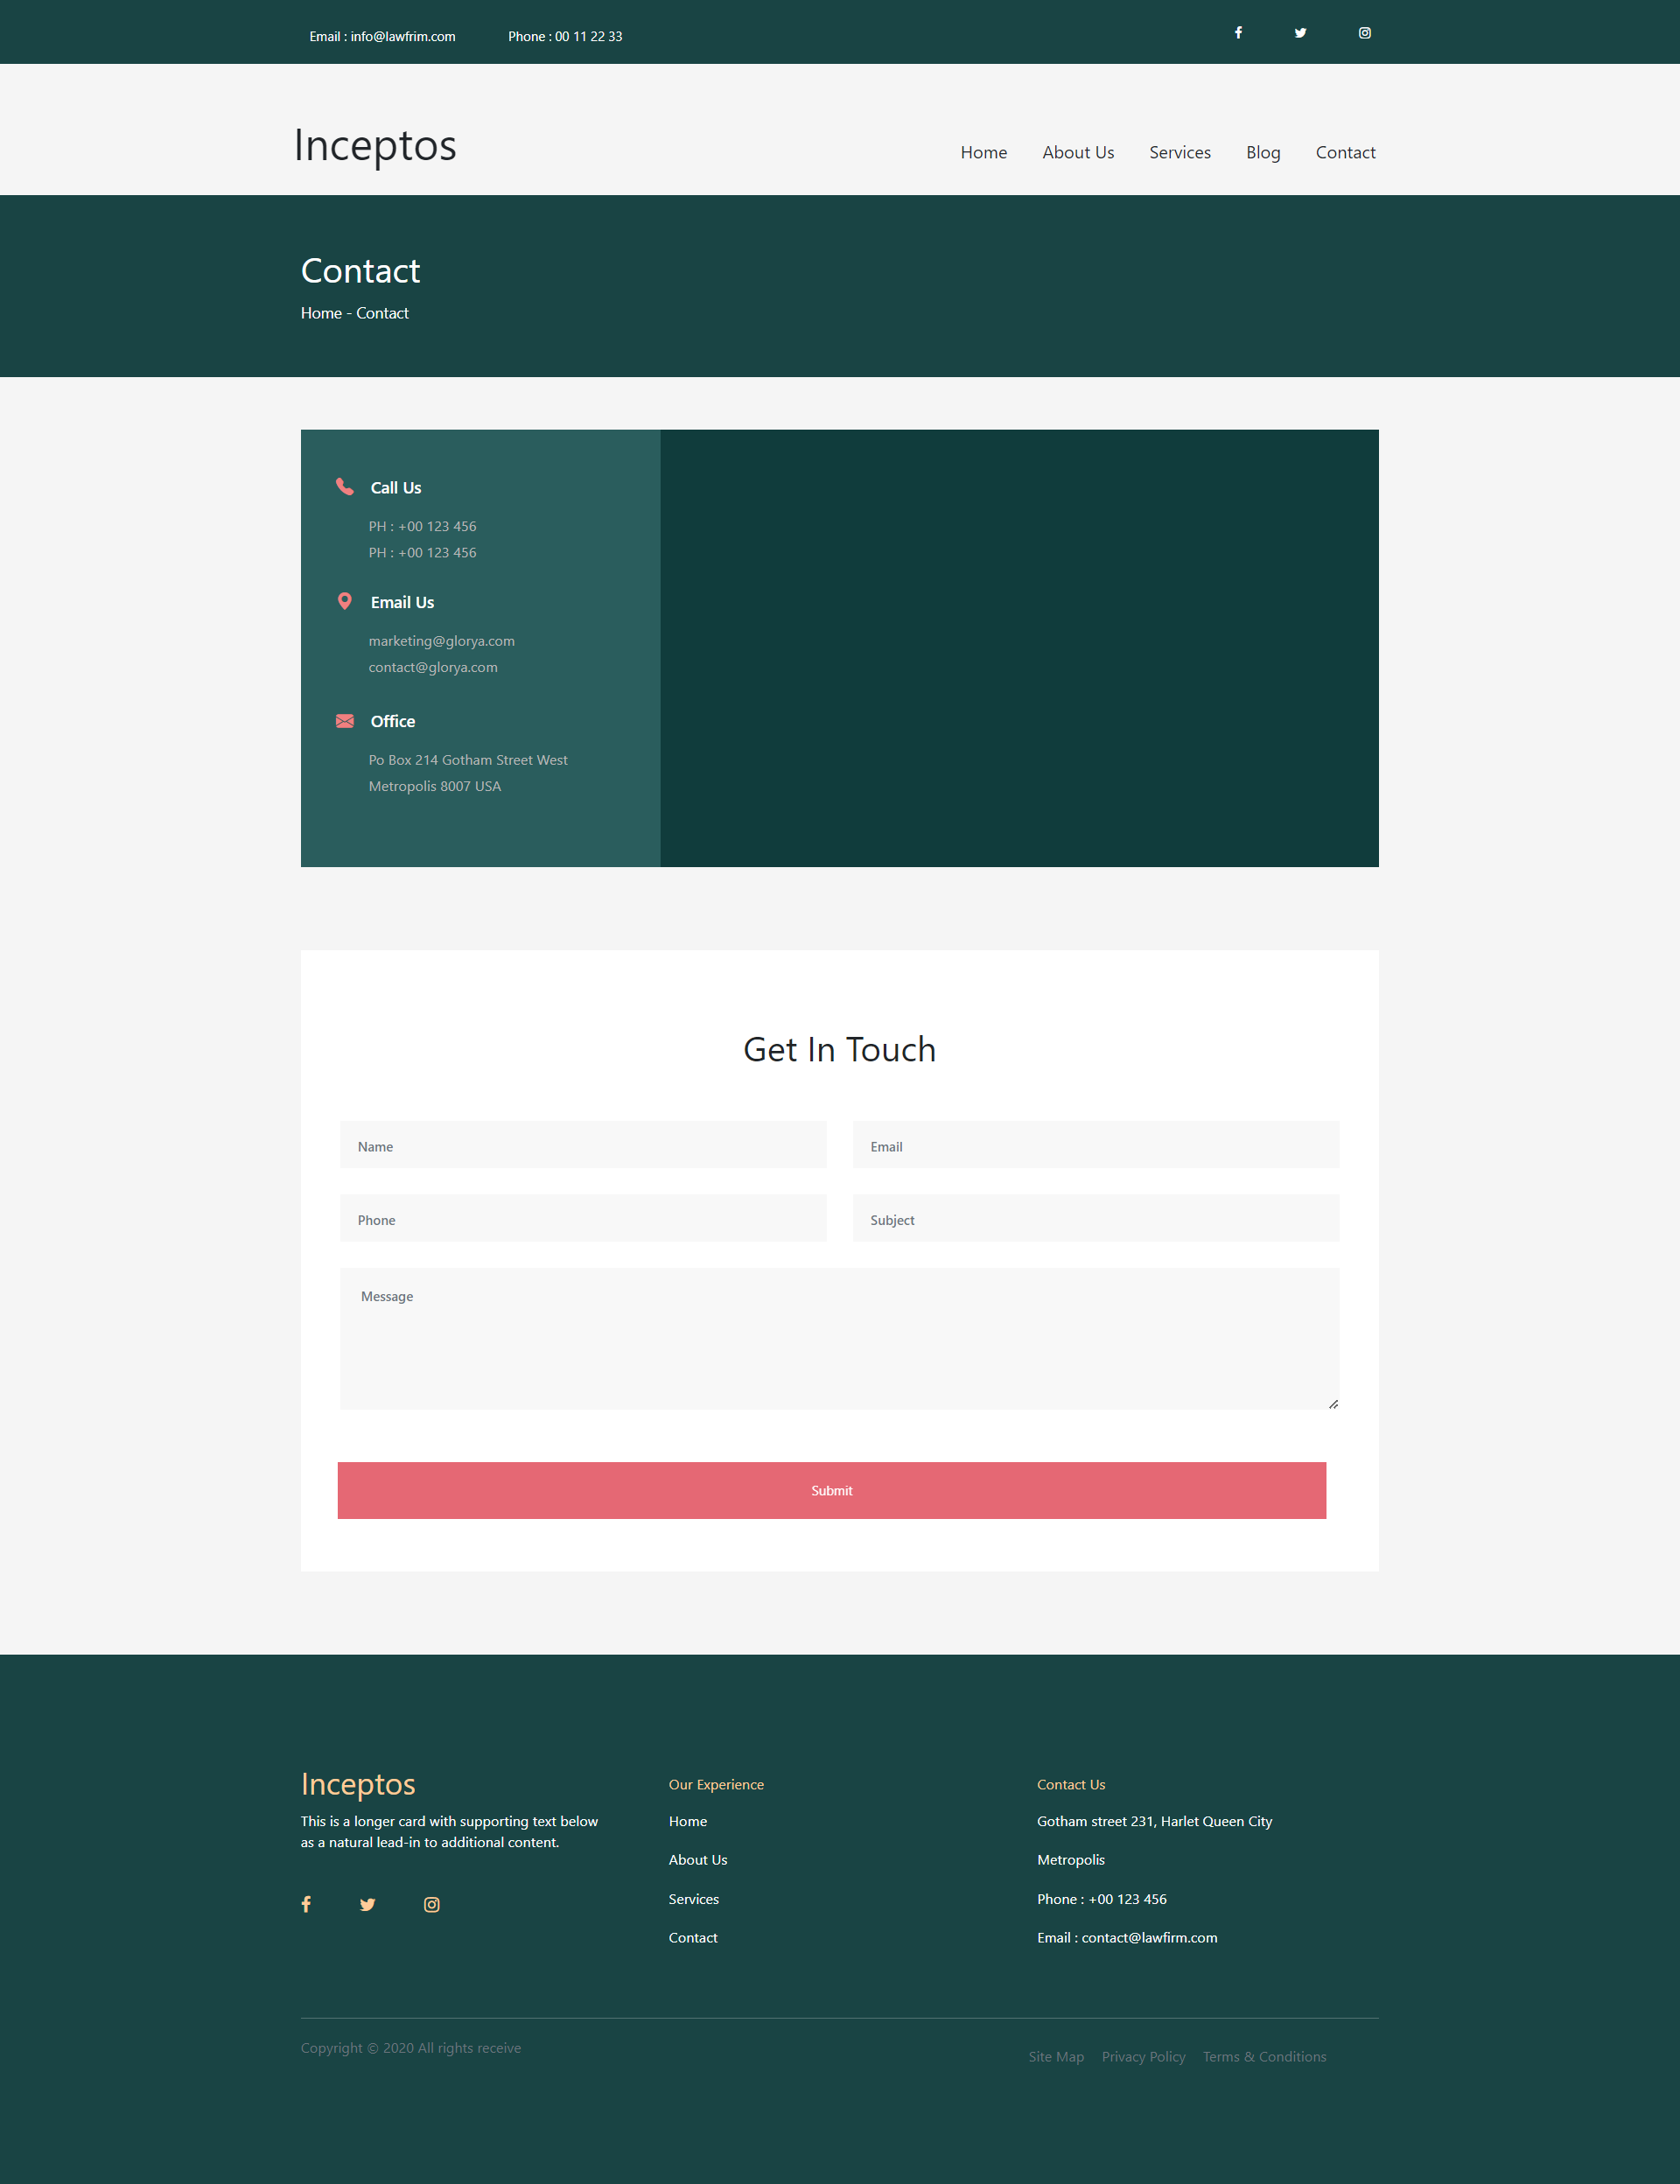 Email : info@lawfrim.com
Phone : 00 11 22 33
Inceptos
Home
About Us
Services
Blog
Contact
Contact
Home - Contact
Call Us
PH : +00 123 456
PH : +00 123 456
Email Us
marketing@glorya.com
contact@glorya.com
Office
Po Box 214 Gotham Street West
Metropolis 8007 USA
Get In Touch
Name
Email
Phone
Subject
Message
Submit
Inceptos
This is a longer card with supporting text below
as a natural lead-in to additional content.
Our Experience
Home
About Us
Services
Contact
Contact Us
Gotham street 231, Harlet Queen City
Metropolis
Phone : +00 123 456
Email : contact@lawfirm.com
Copyright © 2020 All rights receive
Site Map
Privacy Policy
Terms & Conditions